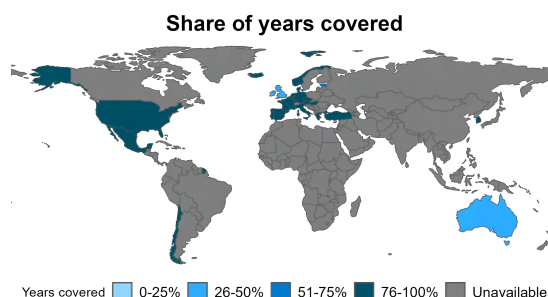 Share of years covered
Years covered 0-25% 26-50% 51-75% 76-100% Unavailable